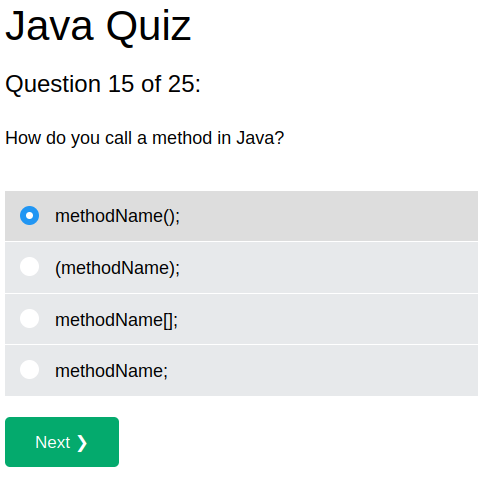 Java Quiz
Question 15 of 25:
How do you call a method in Java?
methodName();
(methodName);
methodName[];
methodName;
Next ❯